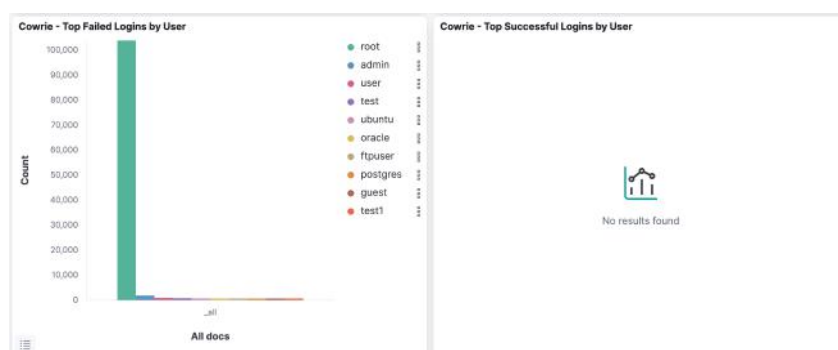 Cowrie - Top Failed Logins by User
100,000
90,000
80,000
70,000
60,000
50,000
40,000
30,000
20,000
10,000
0
Count
_all
All docs
root
admin
user
test
ubuntu
oracle
ftpuser
postgres
guest
test1
Cowrie - Top Successful Logins by User
No results found